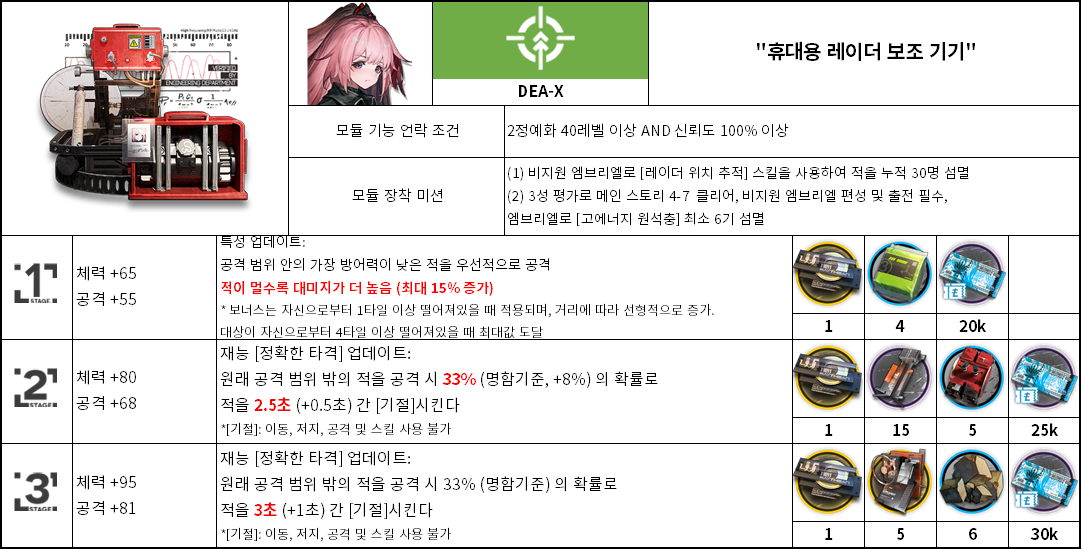 High Frequency/HF 9 kHz(LC > 30M)
10 20 30 40 50 60 70 80
VERIFIED
BY
ENGINEERING DEPARTMENT
DEA-X
"휴대용 레이더 보조 기기"
모듈 기능 언락 조건
2정예화 40레벨 이상 AND 신뢰도 100% 이상
모듈 장착 미션
(1) 비지원 엠브리엘로 [레이더 위치 추적] 스킬을 사용하여 적을 누적 30명 섬멸
(2) 3성 평가로 메인 스토리 4-7 클리어, 비지원 엠브리엘 편성 및 출전 필수,
엠브리엘로 [고에너지 원석충] 최소 6기 섬멸
1
STAGE
체력 +65
공격 +55
특성 업데이트:
공격 범위 안의 가장 방어력이 낮은 적을 우선적으로 공격
적이 멀수록 대미지가 더 높음 (최대 15% 증가)
* 보너스는 자신으로부터 1타일 이상 떨어져있을 때 적용되며, 거리에 따라 선형적으로 증가.
대상이 자신으로부터 4타일 이상 떨어져있을 때 최대값 도달
1 4 20k
2
STAGE
체력 +80
공격 +68
재능 [정확한 타격] 업데이트:
원래 공격 범위 밖의 적을 공격 시 33% (명함기준, +8%) 의 확률로
적을 2.5초 (+0.5초) 간 [기절]시킨다
*[기절]: 이동, 저지, 공격 및 스킬 사용 불가
1 15 5 25k
3
STAGE
체력 +95
공격 +81
재능 [정확한 타격] 업데이트:
원래 공격 범위 밖의 적을 공격 시 33% (명함기준) 의 확률로
적을 3초 (+1초) 간 [기절]시킨다
*[기절]: 이동, 저지, 공격 및 스킬 사용 불가
1 5 6 30k